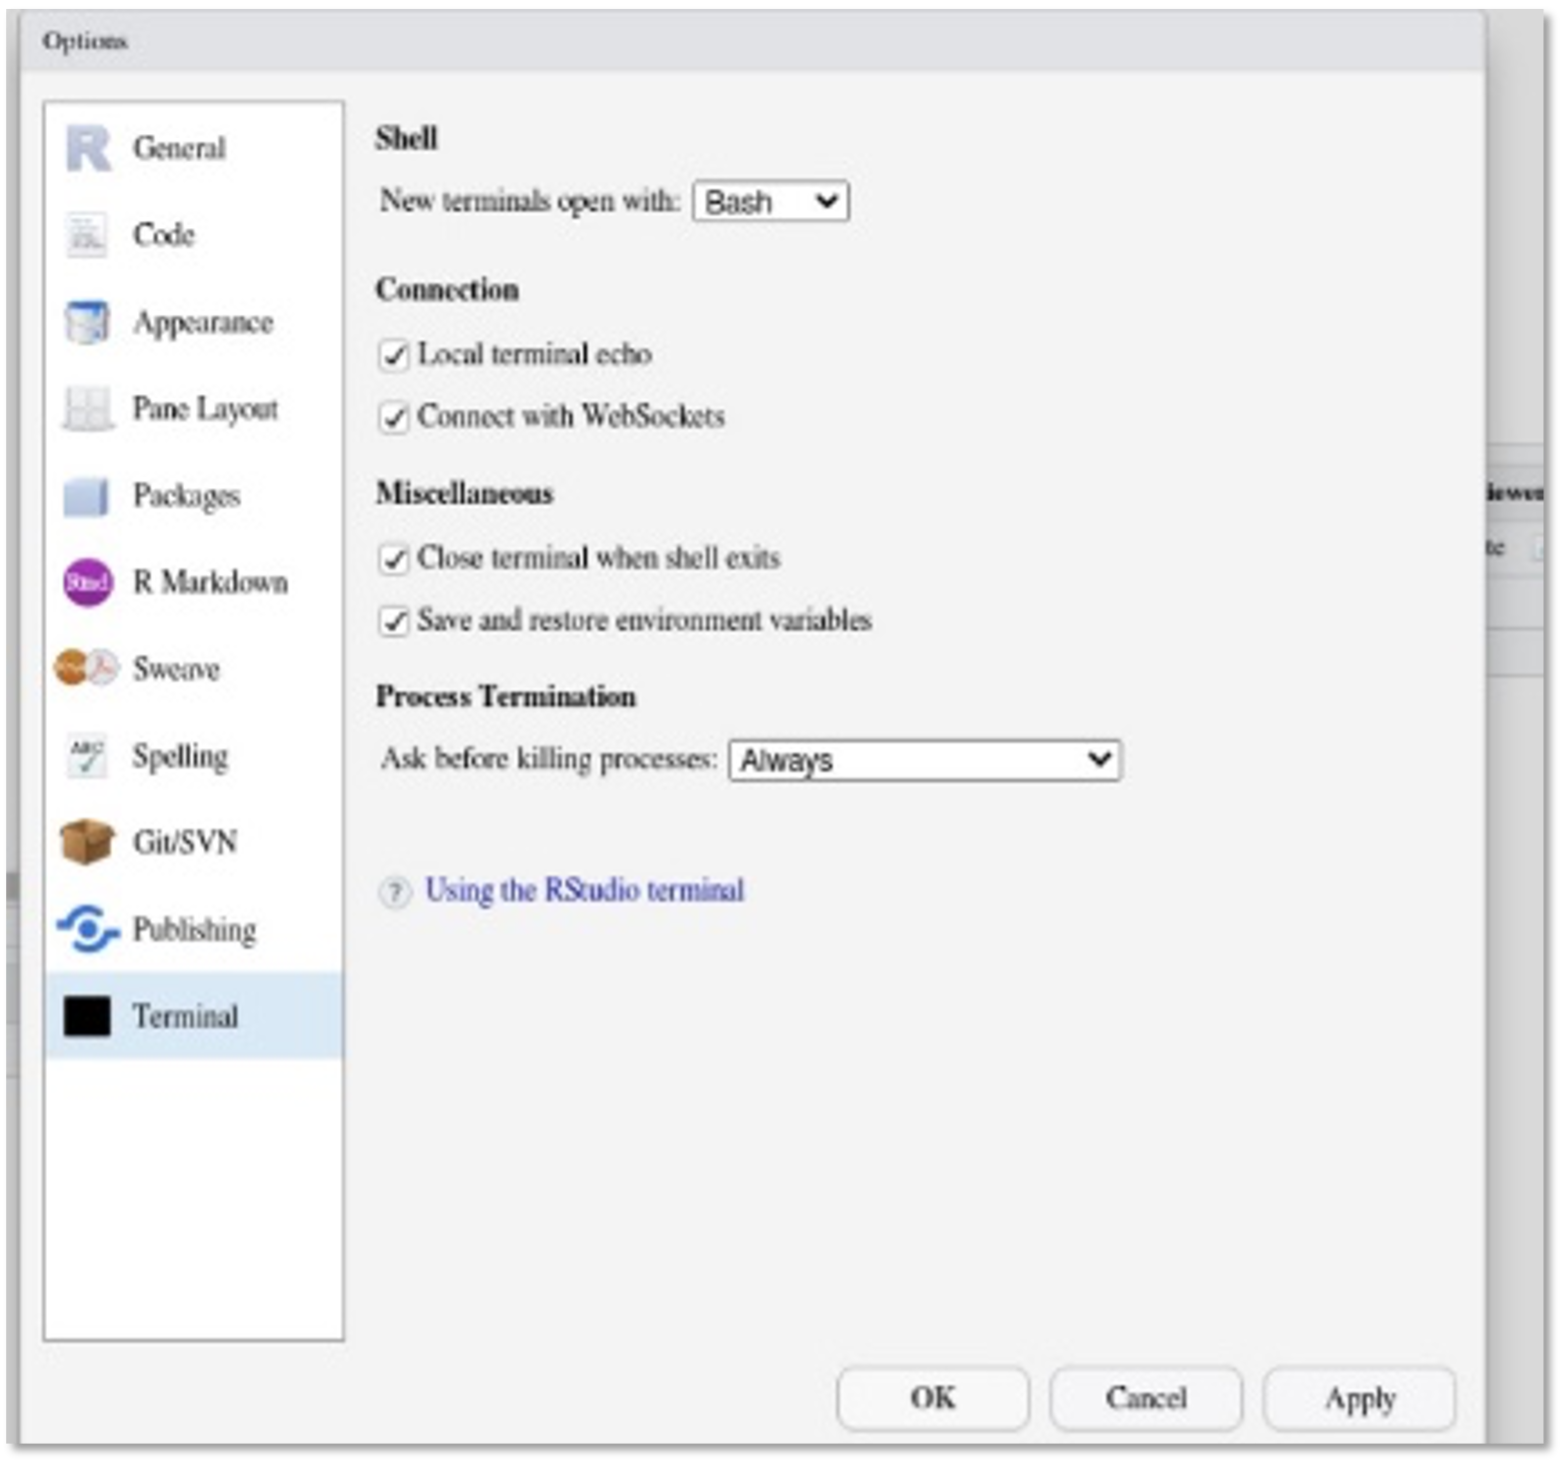 Options
General
Code
Appearance
Pane Layout
Packages
Rmd
R Markdown
Sweave
ABC
Spelling
Git/SVN
Publishing
Terminal
Shell
New terminals open with: Bash
Connection
Local terminal echo
Connect with WebSockets
Miscellaneous
Close terminal when shell exits
Save and restore environment variables
Process Termination
Ask before killing processes: Always
? Using the RStudio terminal
OK Cancel Apply